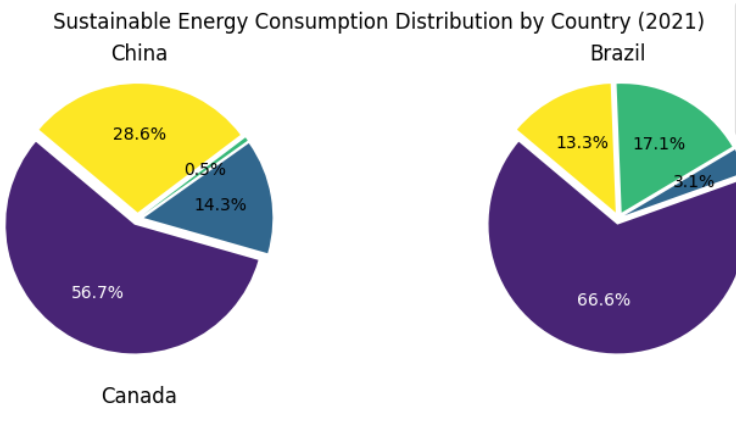 Sustainable Energy Consumption Distribution by Country (2021)
China
Brazil
28.6%
0.5%
14.3%
56.7%
13.3%
17.1%
3.1%
66.6%
Canada